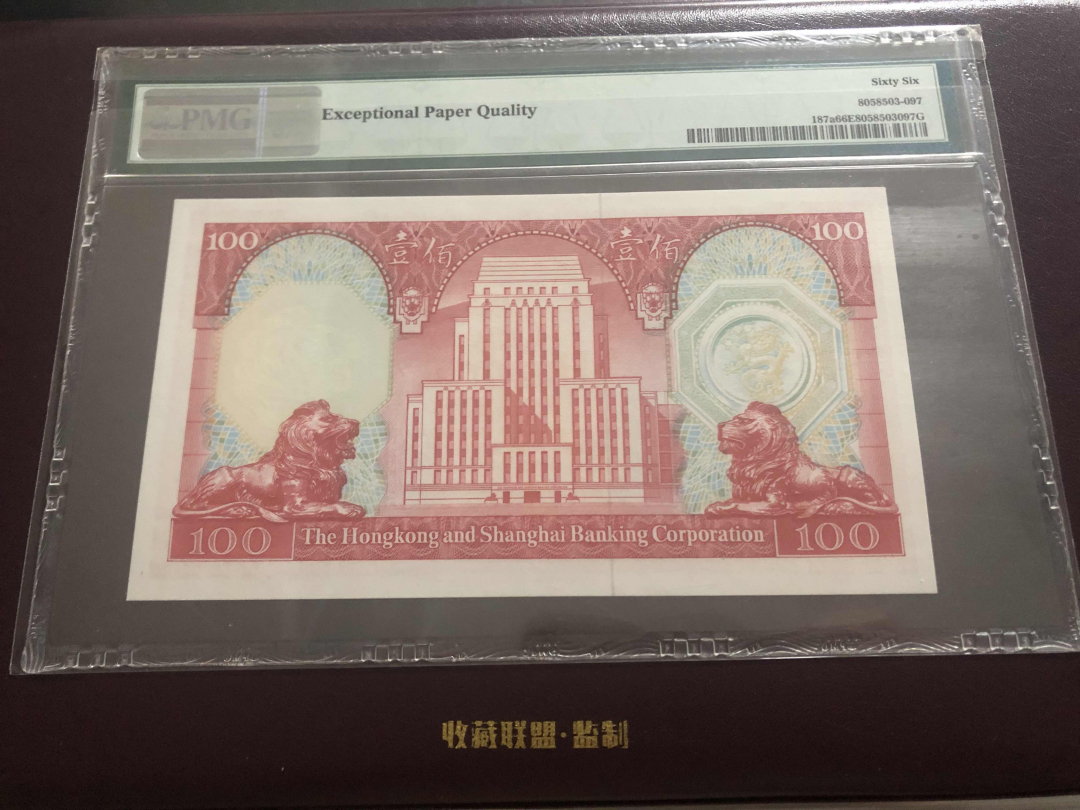 Sixty Six
PMG
Exceptional Paper Quality
8058503-097
187a66E8058503097G
100 壹佰 壹佰 100
100 The Hongkong and Shanghai Banking Corporation 100
收藏联盟·监制